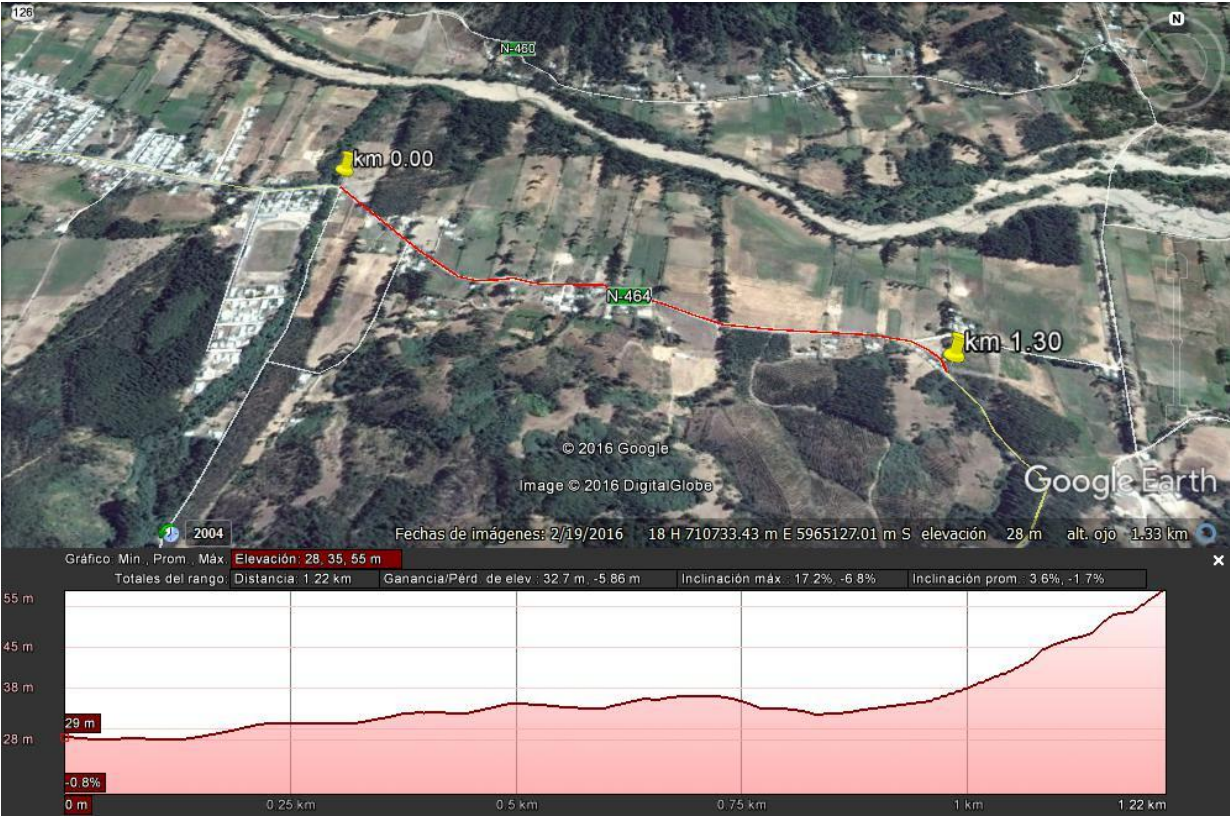 126
N
N-460
km 0.00
N-464
km 1.30
© 2016 Google
Image © 2016 DigitalGlobe
Google Earth
2004
Fechas de imágenes: 2/19/2016 18 H 710733.43 m E 5965127.01 m S elevación 28 m alt. ojo 1.33 km
Gráfico: Mín., Prom., Máx. Elevación: 28, 35, 55 m
Totales del rango: Distancia: 1.22 km Ganancia/Pérd. de elev.: 32.7 m, -5.86 m Inclinación máx.: 17.2%, -6.8% Inclinación prom.: 3.6%, -1.7%
55 m
45 m
38 m
29 m
28 m
-0.8%
0 m 0.25 km 0.5 km 0.75 km 1 km 1.22 km